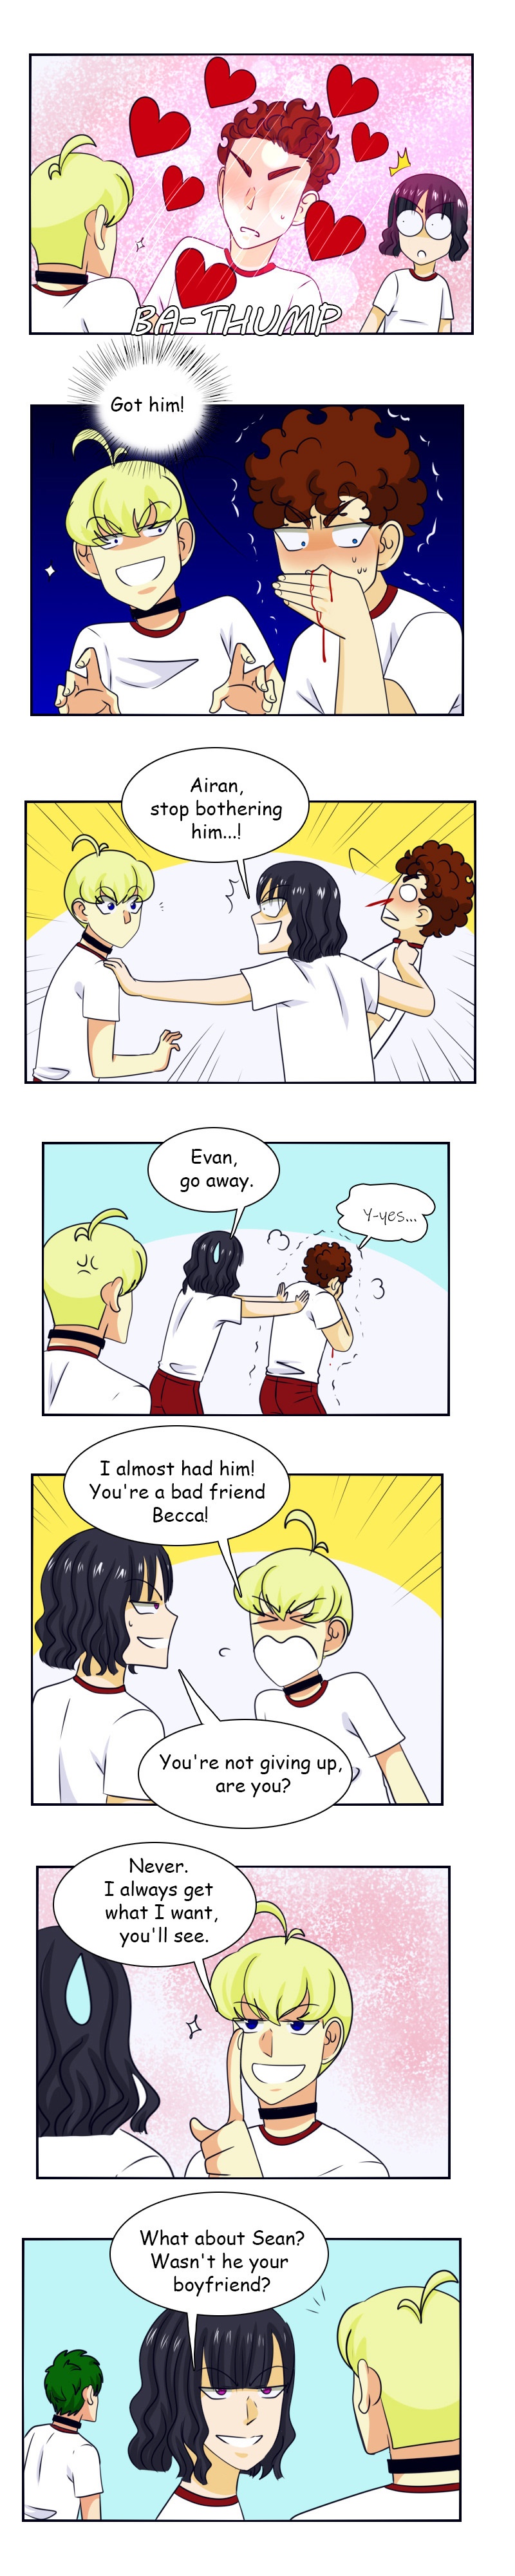 BA-THUMP
Got him!
Airan,
stop bothering
him...!
Evan,
go away.
Y-yes...
I almost had him!
You're a bad friend
Becca!
You're not giving up,
are you?
Never.
I always get
what I want,
you'll see.
What about Sean?
Wasn't he your
boyfriend?